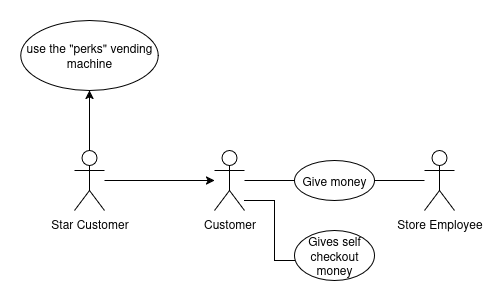 use the "perks" vending
machine
Give money
Star Customer
Customer
Store Employee
Gives self
checkout
money